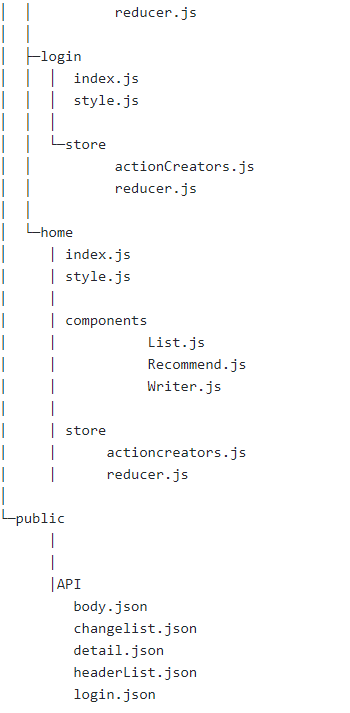 reducer.js
login
index.js
style.js
store
actionCreators.js
reducer.js
home
index.js
style.js
components
List.js
Recommend.js
Writer.js
store
actioncreators.js
reducer.js
public
API
body.json
changelist.json
detail.json
headerList.json
login.json